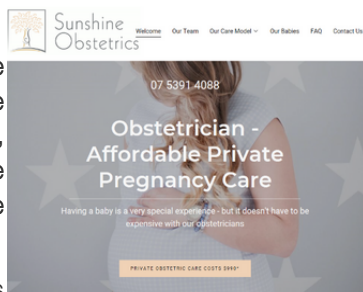 Sunshine
Obstetrics
Welcome Our Team Our Care Model Our Babies FAQ Contact Us
07 5391 4088
Obstetrician -
Affordable Private
Pregnancy Care
Having a baby is a very special experience - but it doesn't have to be
expensive with our obstetricians
PRIVATE OBSTETRIC CARE COSTS $990*